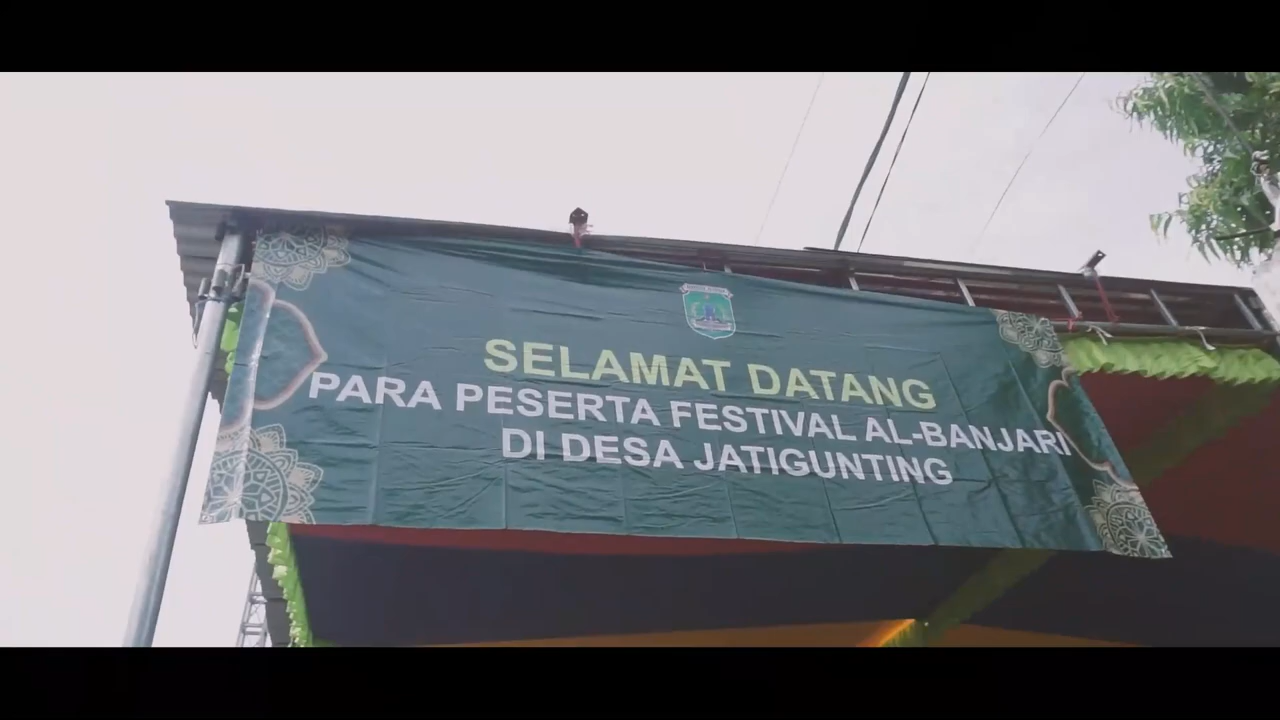 SELAMAT DATANG
PARA PESERTA FESTIVAL AL-BANJARI
DI DESA JATIGUNTING